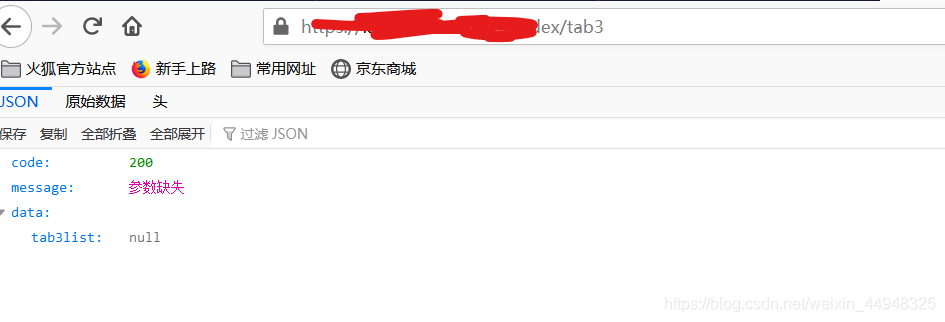 https://
dex/tab3
火狐官方站点 新手上路 常用网址 京东商城
JSON 原始数据 头
保存 复制 全部折叠 全部展开 过滤 JSON
code: 200
message: 参数缺失
data:
tab3list: null
https://blog.csdn.net/weixin_44948325